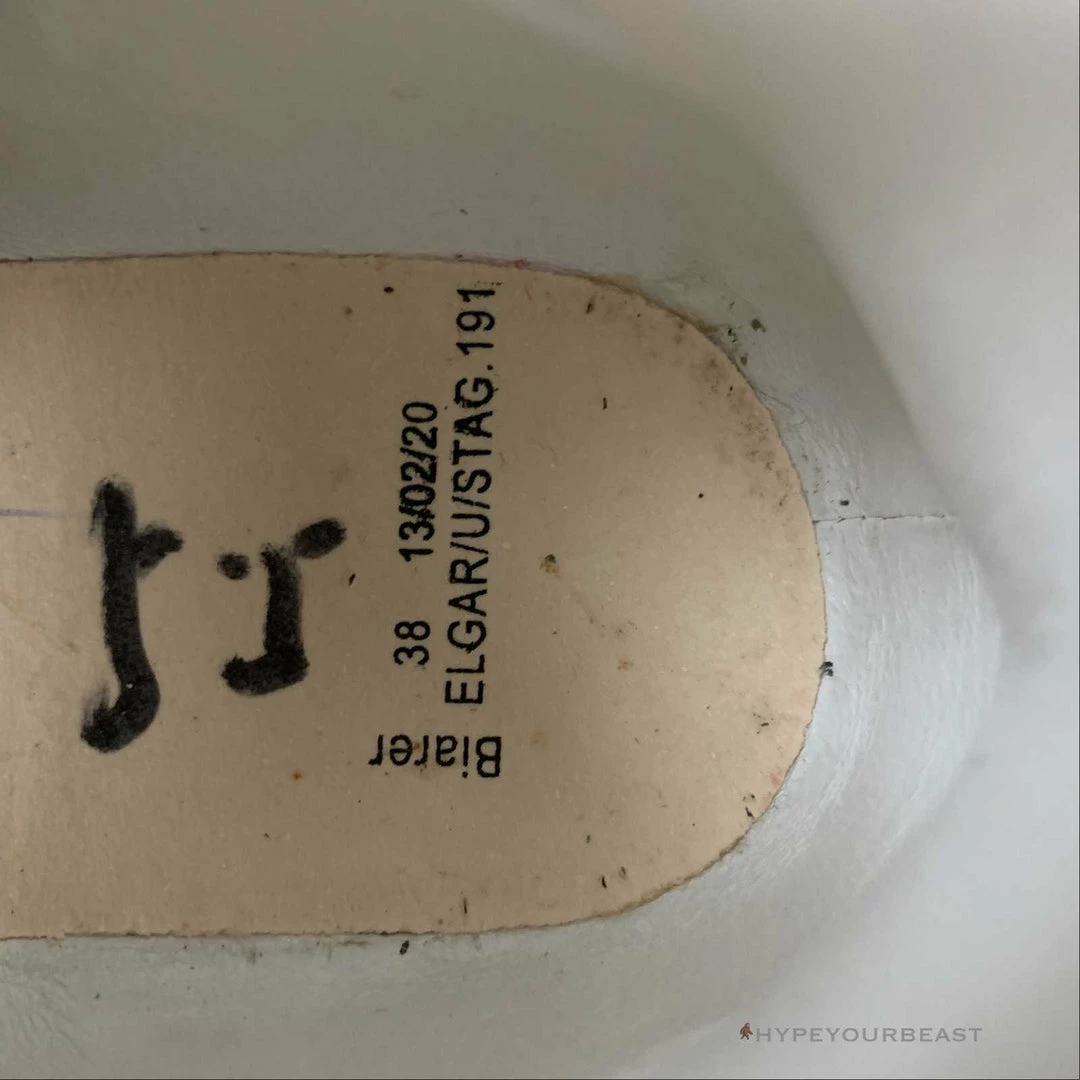 38 13/02/20
ELGAR/U/STAG.191
Biarer
HYPEYOURBEAST